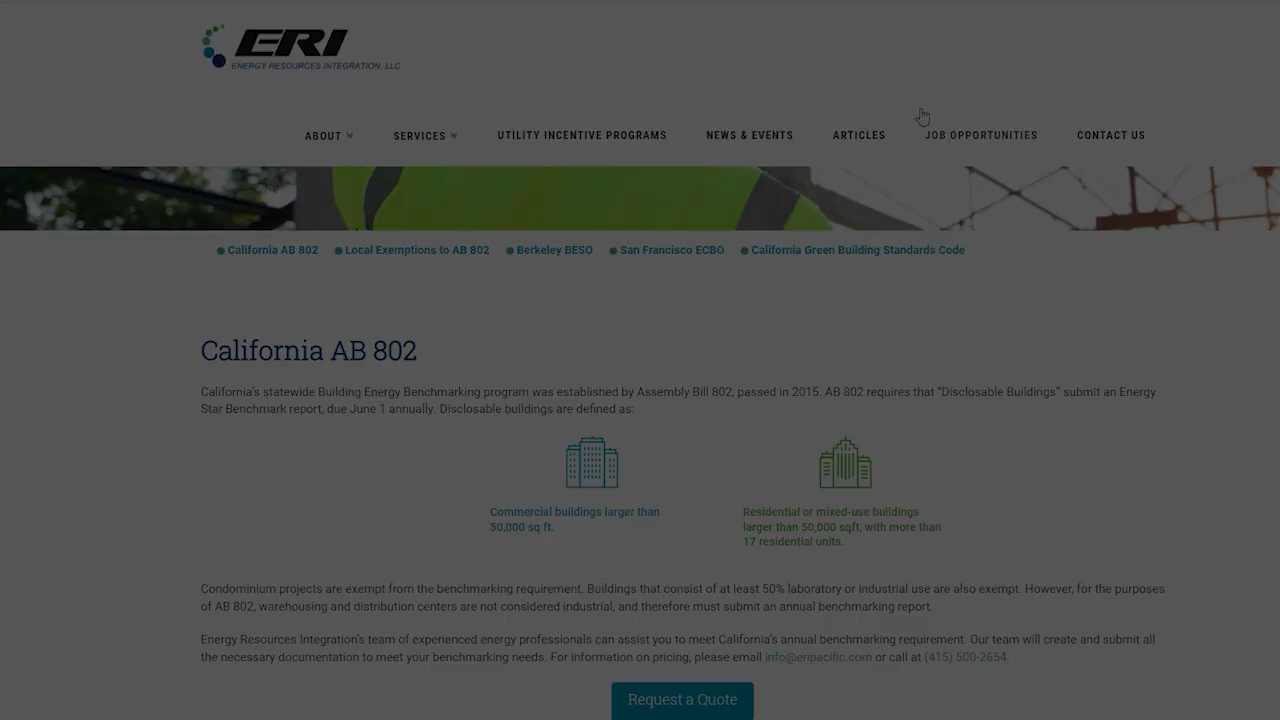 ERI
ENERGY RESOURCES INTEGRATION, LLC
ABOUT SERVICES UTILITY INCENTIVE PROGRAMS NEWS & EVENTS ARTICLES JOB OPPORTUNITIES CONTACT US
California AB 802 Local Exemptions to AB 802 Berkeley BESO San Francisco ECBO California Green Building Standards Code
California AB 802
California's statewide Building Energy Benchmarking program was established by Assembly Bill 802, passed in 2015. AB 802 requires that “Disclosable Buildings” submit an Energy
Star Benchmark report, due June 1 annually. Disclosable buildings are defined as:
Commercial buildings larger than
50,000 sq ft.
Residential or mixed-use buildings
larger than 50,000 sqft, with more than
17 residential units.
Condominium projects are exempt from the benchmarking requirement. Buildings that consist of at least 50% laboratory or industrial use are also exempt. However, for the purposes
of AB 802, warehousing and distribution centers are not considered industrial, and therefore must submit an annual benchmarking report.
Energy Resources Integration's team of experienced energy professionals can assist you to meet California's annual benchmarking requirement. Our team will create and submit all
the necessary documentation to meet your benchmarking needs. For information on pricing, please email info@eripacific.com or call at (415) 500-2654.
Request a Quote